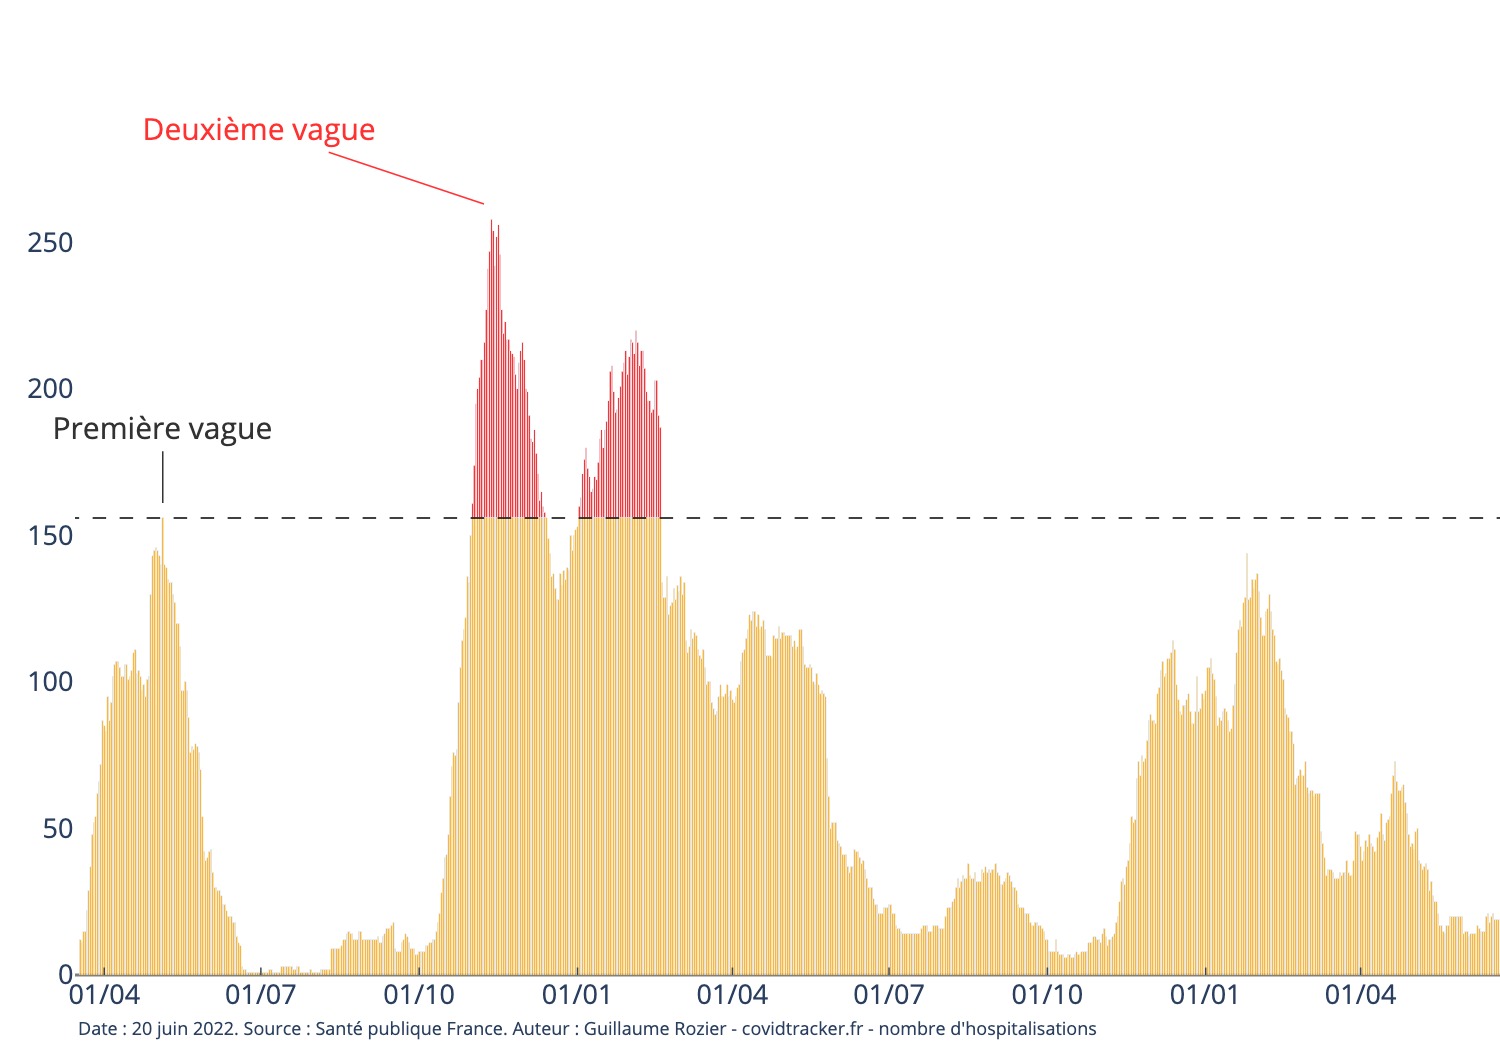 Deuxième vague
250
200
Première vague
150
100
50
0
01/04 01/07 01/10 01/01 01/04 01/07 01/10 01/01 01/04
Date : 20 juin 2022. Source : Santé publique France. Auteur : Guillaume Rozier - covidtracker.fr - nombre d'hospitalisations